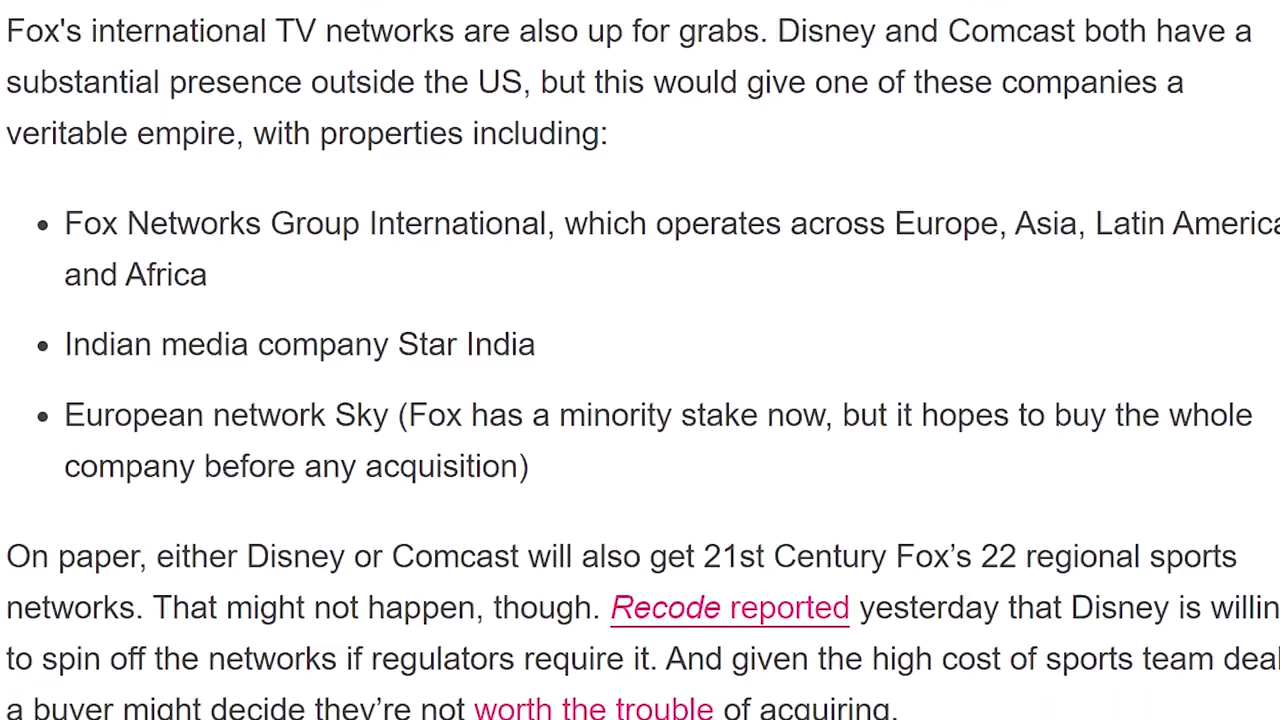 Fox's international TV networks are also up for grabs. Disney and Comcast both have a
substantial presence outside the US, but this would give one of these companies a
veritable empire, with properties including:
• Fox Networks Group International, which operates across Europe, Asia, Latin America
and Africa
• Indian media company Star India
• European network Sky (Fox has a minority stake now, but it hopes to buy the whole
company before any acquisition)
On paper, either Disney or Comcast will also get 21st Century Fox’s 22 regional sports
networks. That might not happen, though. Recode reported yesterday that Disney is willin
to spin off the networks if regulators require it. And given the high cost of sports team deal
a buyer might decide they’re not worth the trouble of acquiring.